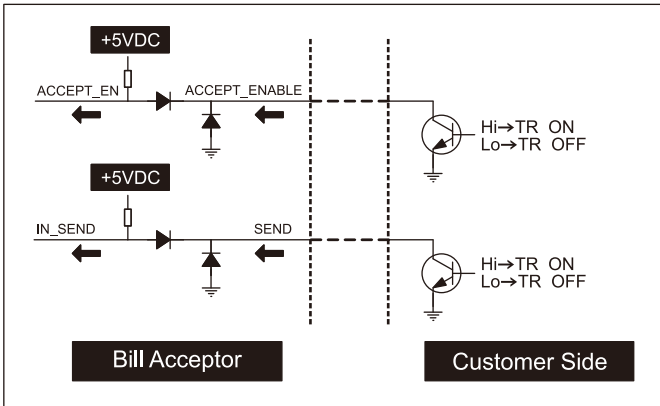 +5VDC
ACCEPT_EN
ACCEPT_ENABLE
Hi→TR ON
Lo→TR OFF
+5VDC
IN_SEND
SEND
Hi→TR ON
Lo→TR OFF
Bill Acceptor
Customer Side